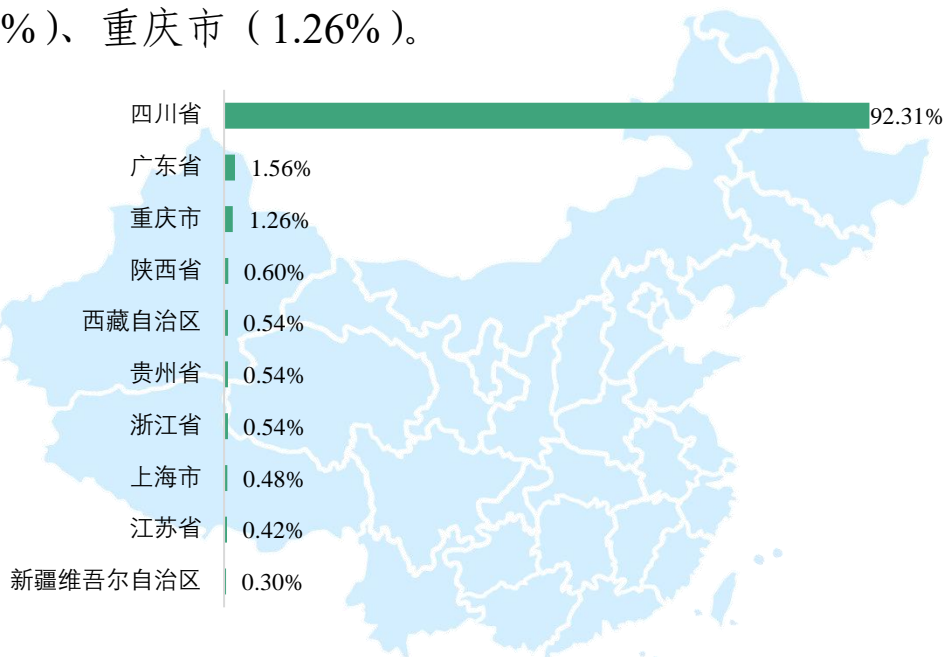 %）、重庆市（1.26%）。
四川省 92.31%
广东省 1.56%
重庆市 1.26%
陕西省 0.60%
西藏自治区 0.54%
贵州省 0.54%
浙江省 0.54%
上海市 0.48%
江苏省 0.42%
新疆维吾尔自治区 0.30%